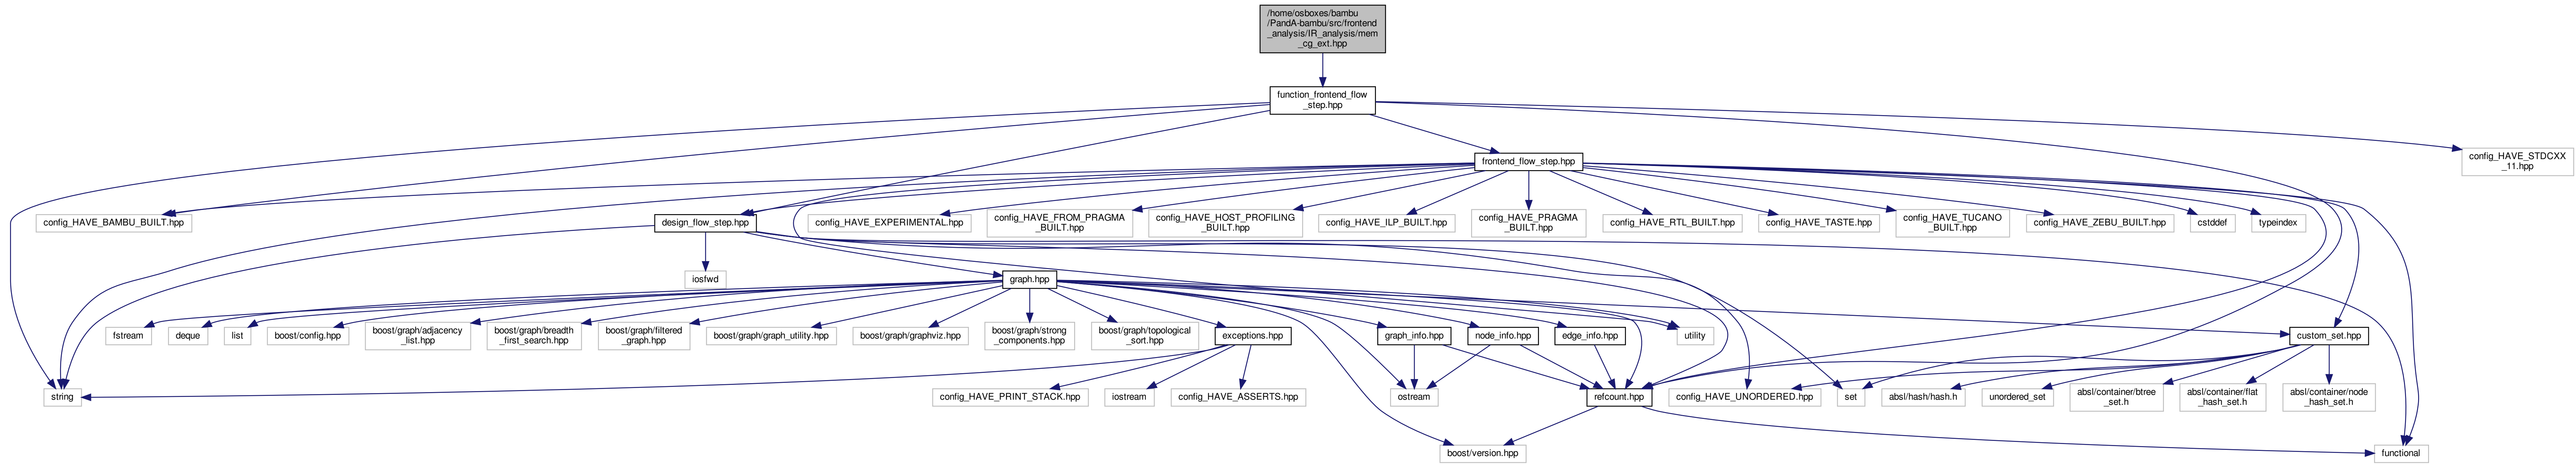 /home/osboxes/bambu
/PandA-bambu/src/frontend
_analysis/IR_analysis/mem
_cg_ext.hpp
function_frontend_flow
_step.hpp
frontend_flow_step.hpp
config_HAVE_STDCXX
_11.hpp
config_HAVE_BAMBU_BUILT.hpp
design_flow_step.hpp
config_HAVE_EXPERIMENTAL.hpp
config_HAVE_FROM_PRAGMA
_BUILT.hpp
config_HAVE_HOST_PROFILING
_BUILT.hpp
config_HAVE_ILP_BUILT.hpp
config_HAVE_PRAGMA
_BUILT.hpp
config_HAVE_RTL_BUILT.hpp
config_HAVE_TASTE.hpp
config_HAVE_TUCANO
_BUILT.hpp
config_HAVE_ZEBU_BUILT.hpp
cstddef
typeindex
iosfwd
graph.hpp
fstream
deque
list
boost/config.hpp
boost/graph/adjacency
_list.hpp
boost/graph/breadth
_first_search.hpp
boost/graph/filtered
_graph.hpp
boost/graph/graph_utility.hpp
boost/graph/graphviz.hpp
boost/graph/strong
_components.hpp
boost/graph/topological
_sort.hpp
exceptions.hpp
graph_info.hpp
node_info.hpp
edge_info.hpp
utility
custom_set.hpp
string
config_HAVE_PRINT_STACK.hpp
iostream
config_HAVE_ASSERTS.hpp
ostream
refcount.hpp
config_HAVE_UNORDERED.hpp
set
absl/hash/hash.h
unordered_set
absl/container/btree
_set.h
absl/container/flat
_hash_set.h
absl/container/node
_hash_set.h
boost/version.hpp
functional